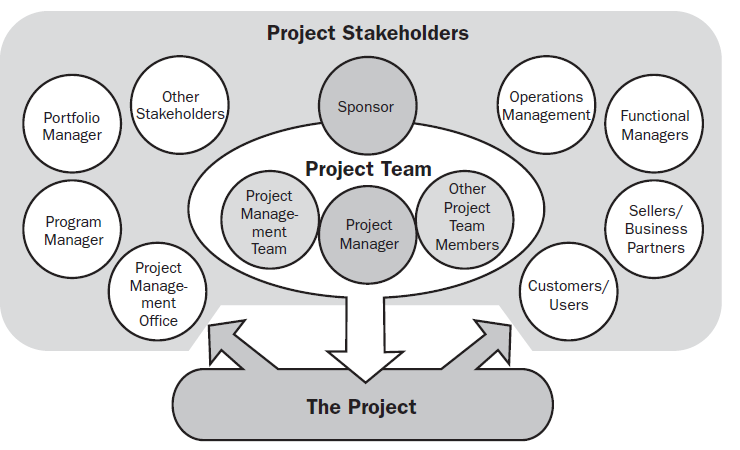 Project Stakeholders
Portfolio
Manager
Other
Stakeholders
Sponsor
Operations
Management
Functional
Managers
Project Team
Project
Manage-
ment
Team
Project
Manager
Other
Project
Team
Members
Program
Manager
Sellers/
Business
Partners
Project
Manage-
ment
Office
Customers/
Users
The Project